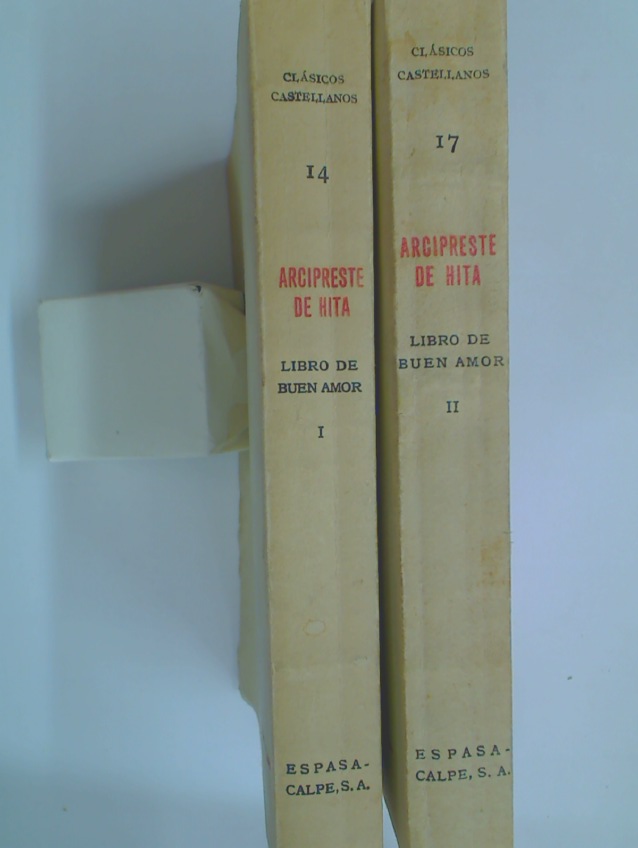 CLÁSICOS
CASTELLANOS
14
ARCIPRESTE
DE HITA
LIBRO DE
BUEN AMOR
I
ESPASA-
CALPE, S. A.
CLÁSICOS
CASTELLANOS
17
ARCIPRESTE
DE HITA
LIBRO DE
BUEN AMOR
II
ESPASA-
CALPE, S. A.